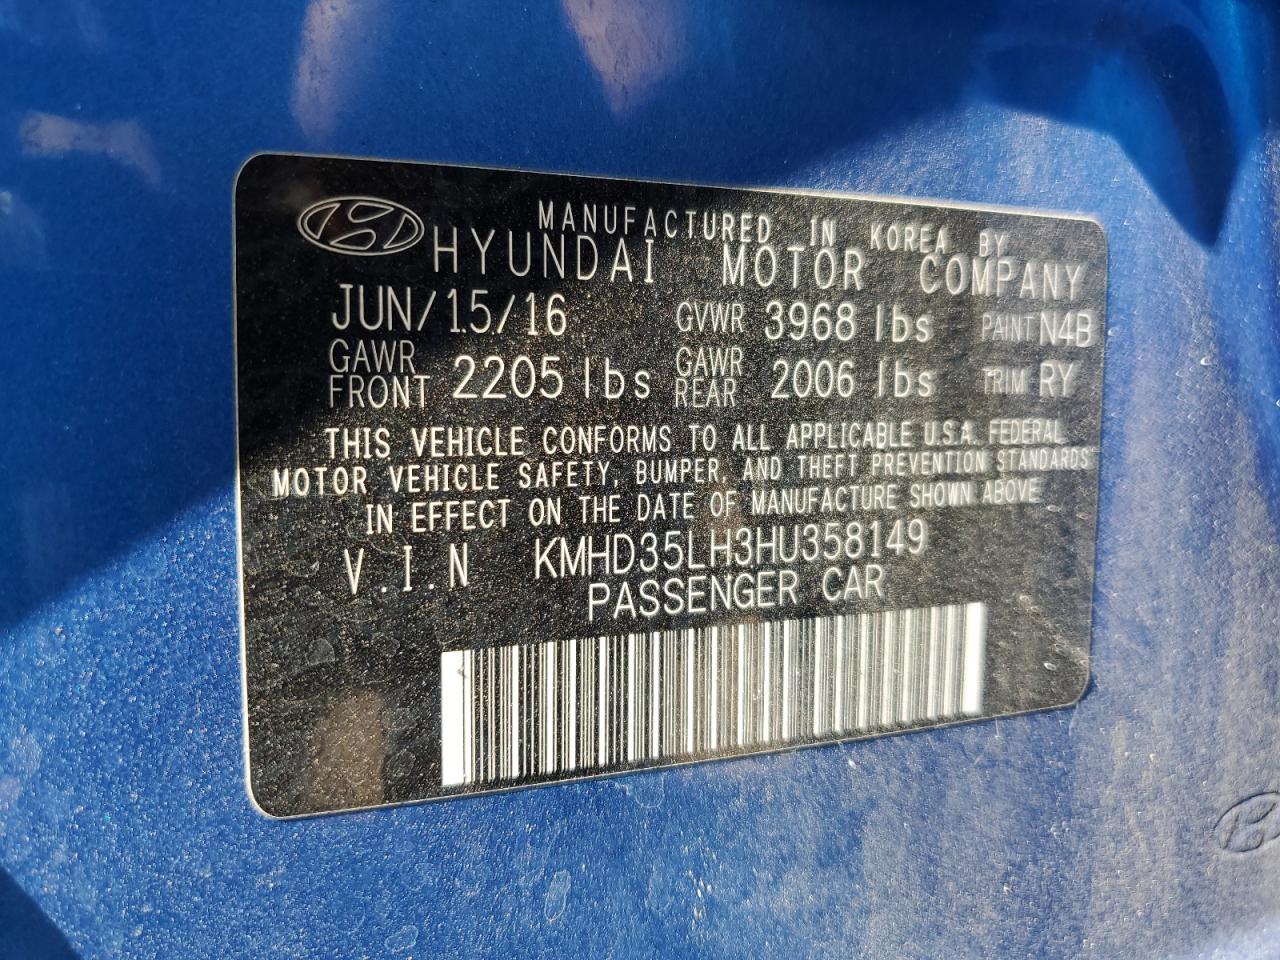 MANUFACTURED IN KOREA BY
HYUNDAI MOTOR COMPANY
JUN/15/16 GVWR 3968 lbs PAINT N4B
GAWR FRONT 2205 lbs GAWR REAR 2006 lbs TRIM RY
THIS VEHICLE CONFORMS TO ALL APPLICABLE U.S.A. FEDERAL
MOTOR VEHICLE SAFETY, BUMPER, AND THEFT PREVENTION STANDARDS
IN EFFECT ON THE DATE OF MANUFACTURE SHOWN ABOVE
V.I.N KMHD35LH3HU358149
PASSENGER CAR